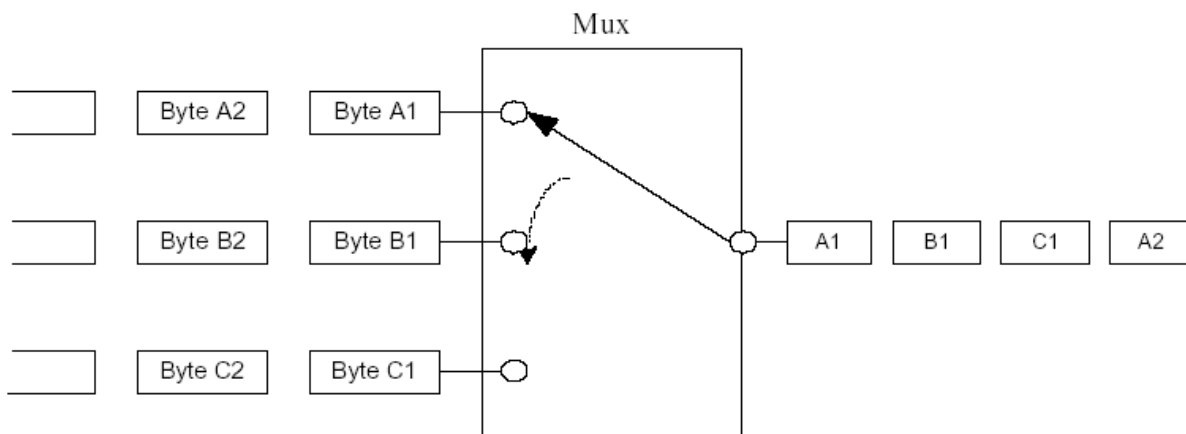 Mux
Byte A2 Byte A1
Byte B2 Byte B1 A1 B1 C1 A2
Byte C2 Byte C1